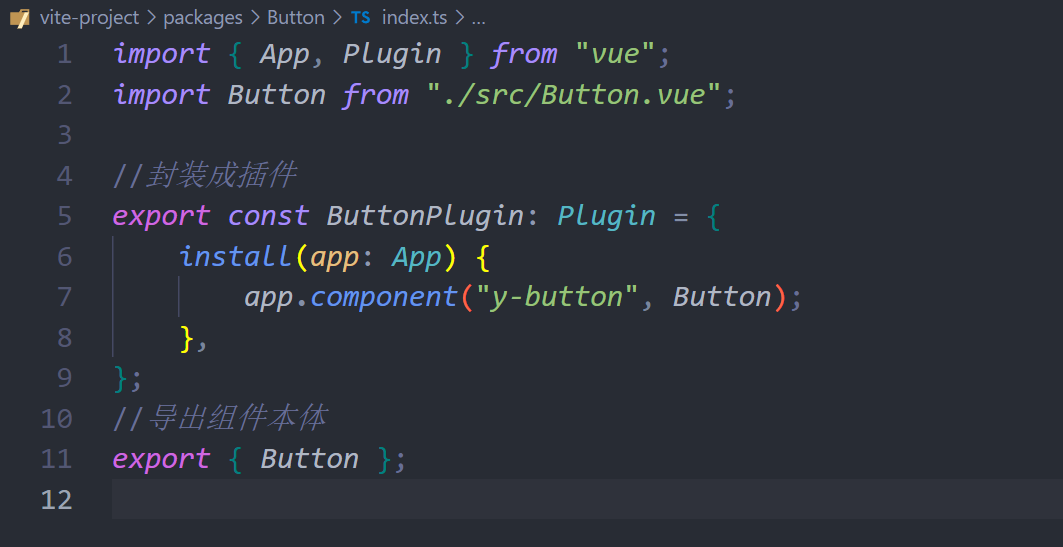 vite-project > packages > Button > TS index.ts > ...
1 import { App, Plugin } from "vue";
2 import Button from "./src/Button.vue";
3
4 //封装成插件
5 export const ButtonPlugin: Plugin = {
6     install(app: App) {
7         app.component("y-button", Button);
8     },
9 };
10 //导出组件本体
11 export { Button };
12